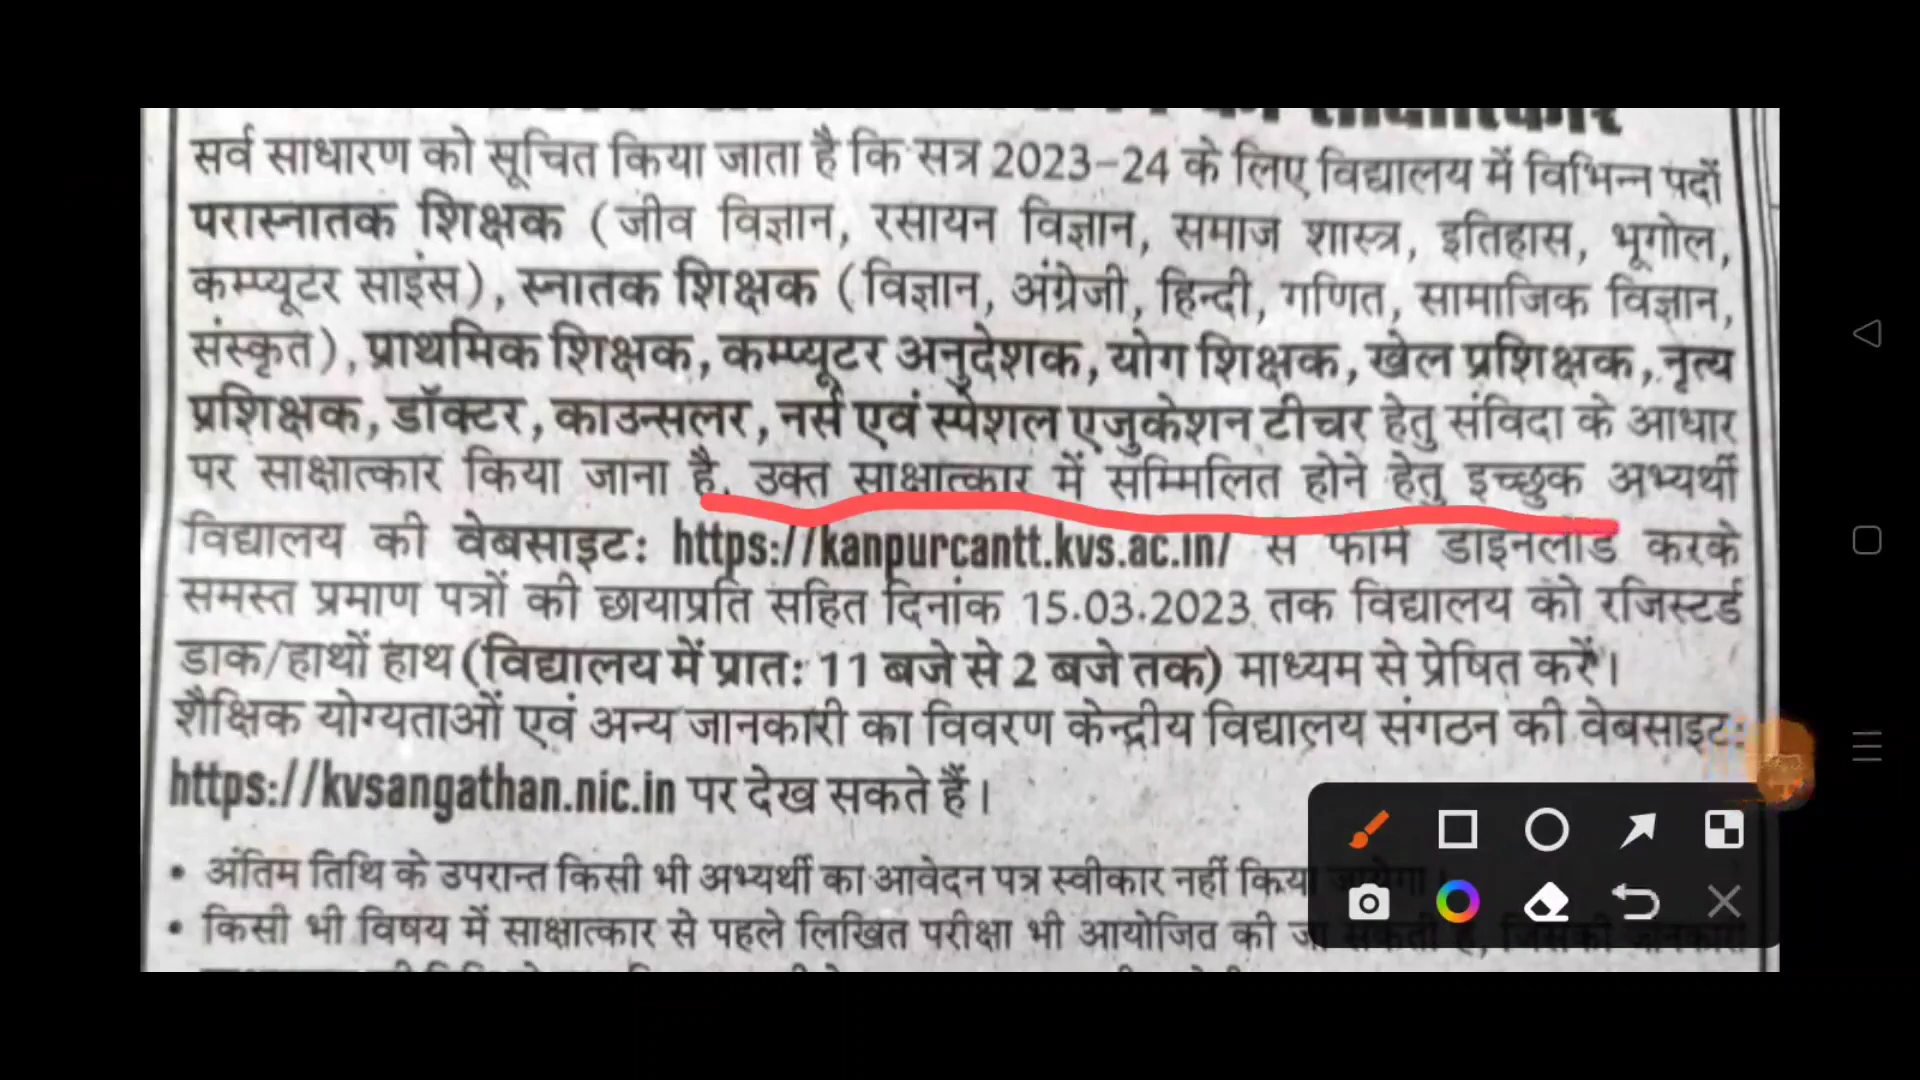 सर्व साधारण को सूचित किया जाता है कि सत्र 2023-24 के लिए विद्यालय में विभिन्न पदों
परास्नातक शिक्षक (जीव विज्ञान, रसायन विज्ञान, समाज शास्त्र, इतिहास, भूगोल,
कम्प्यूटर साइंस), स्नातक शिक्षक (विज्ञान, अंग्रेजी, हिन्दी, गणित, सामाजिक विज्ञान,
संस्कृत), प्राथमिक शिक्षक, कम्प्यूटर अनुदेशक, योग शिक्षक, खेल प्रशिक्षक, नृत्य
प्रशिक्षक, डॉक्टर, काउन्सलर, नर्स एवं स्पेशल एजुकेशन टीचर हेतु संविदा के आधार
पर साक्षात्कार किया जाना है. उक्त साक्षात्कार में सम्मिलित होने हेतु इच्छुक अभ्यर्थी
विद्यालय की वेबसाइट: https://kanpurcantt.kvs.ac.in/ से फार्म डाइनलोड करके
समस्त प्रमाण पत्रों की छायाप्रति सहित दिनांक 15.03.2023 तक विद्यालय को रजिस्टर्ड
डाक/हाथों हाथ (विद्यालय में प्रात: 11 बजे से 2 बजे तक) माध्यम से प्रेषित करें।
शैक्षिक योग्यताओं एवं अन्य जानकारी का विवरण केन्द्रीय विद्यालय संगठन की वेबसाइट:
https://kvsangathan.nic.in पर देख सकते हैं।
• अंतिम तिथि के उपरान्त किसी भी अभ्यर्थी का आवेदन पत्र स्वीकार नहीं किया जायेगा।
• किसी भी विषय में साक्षात्कार से पहले लिखित परीक्षा भी आयोजित की जा सकती है, जिसकी जानकारी